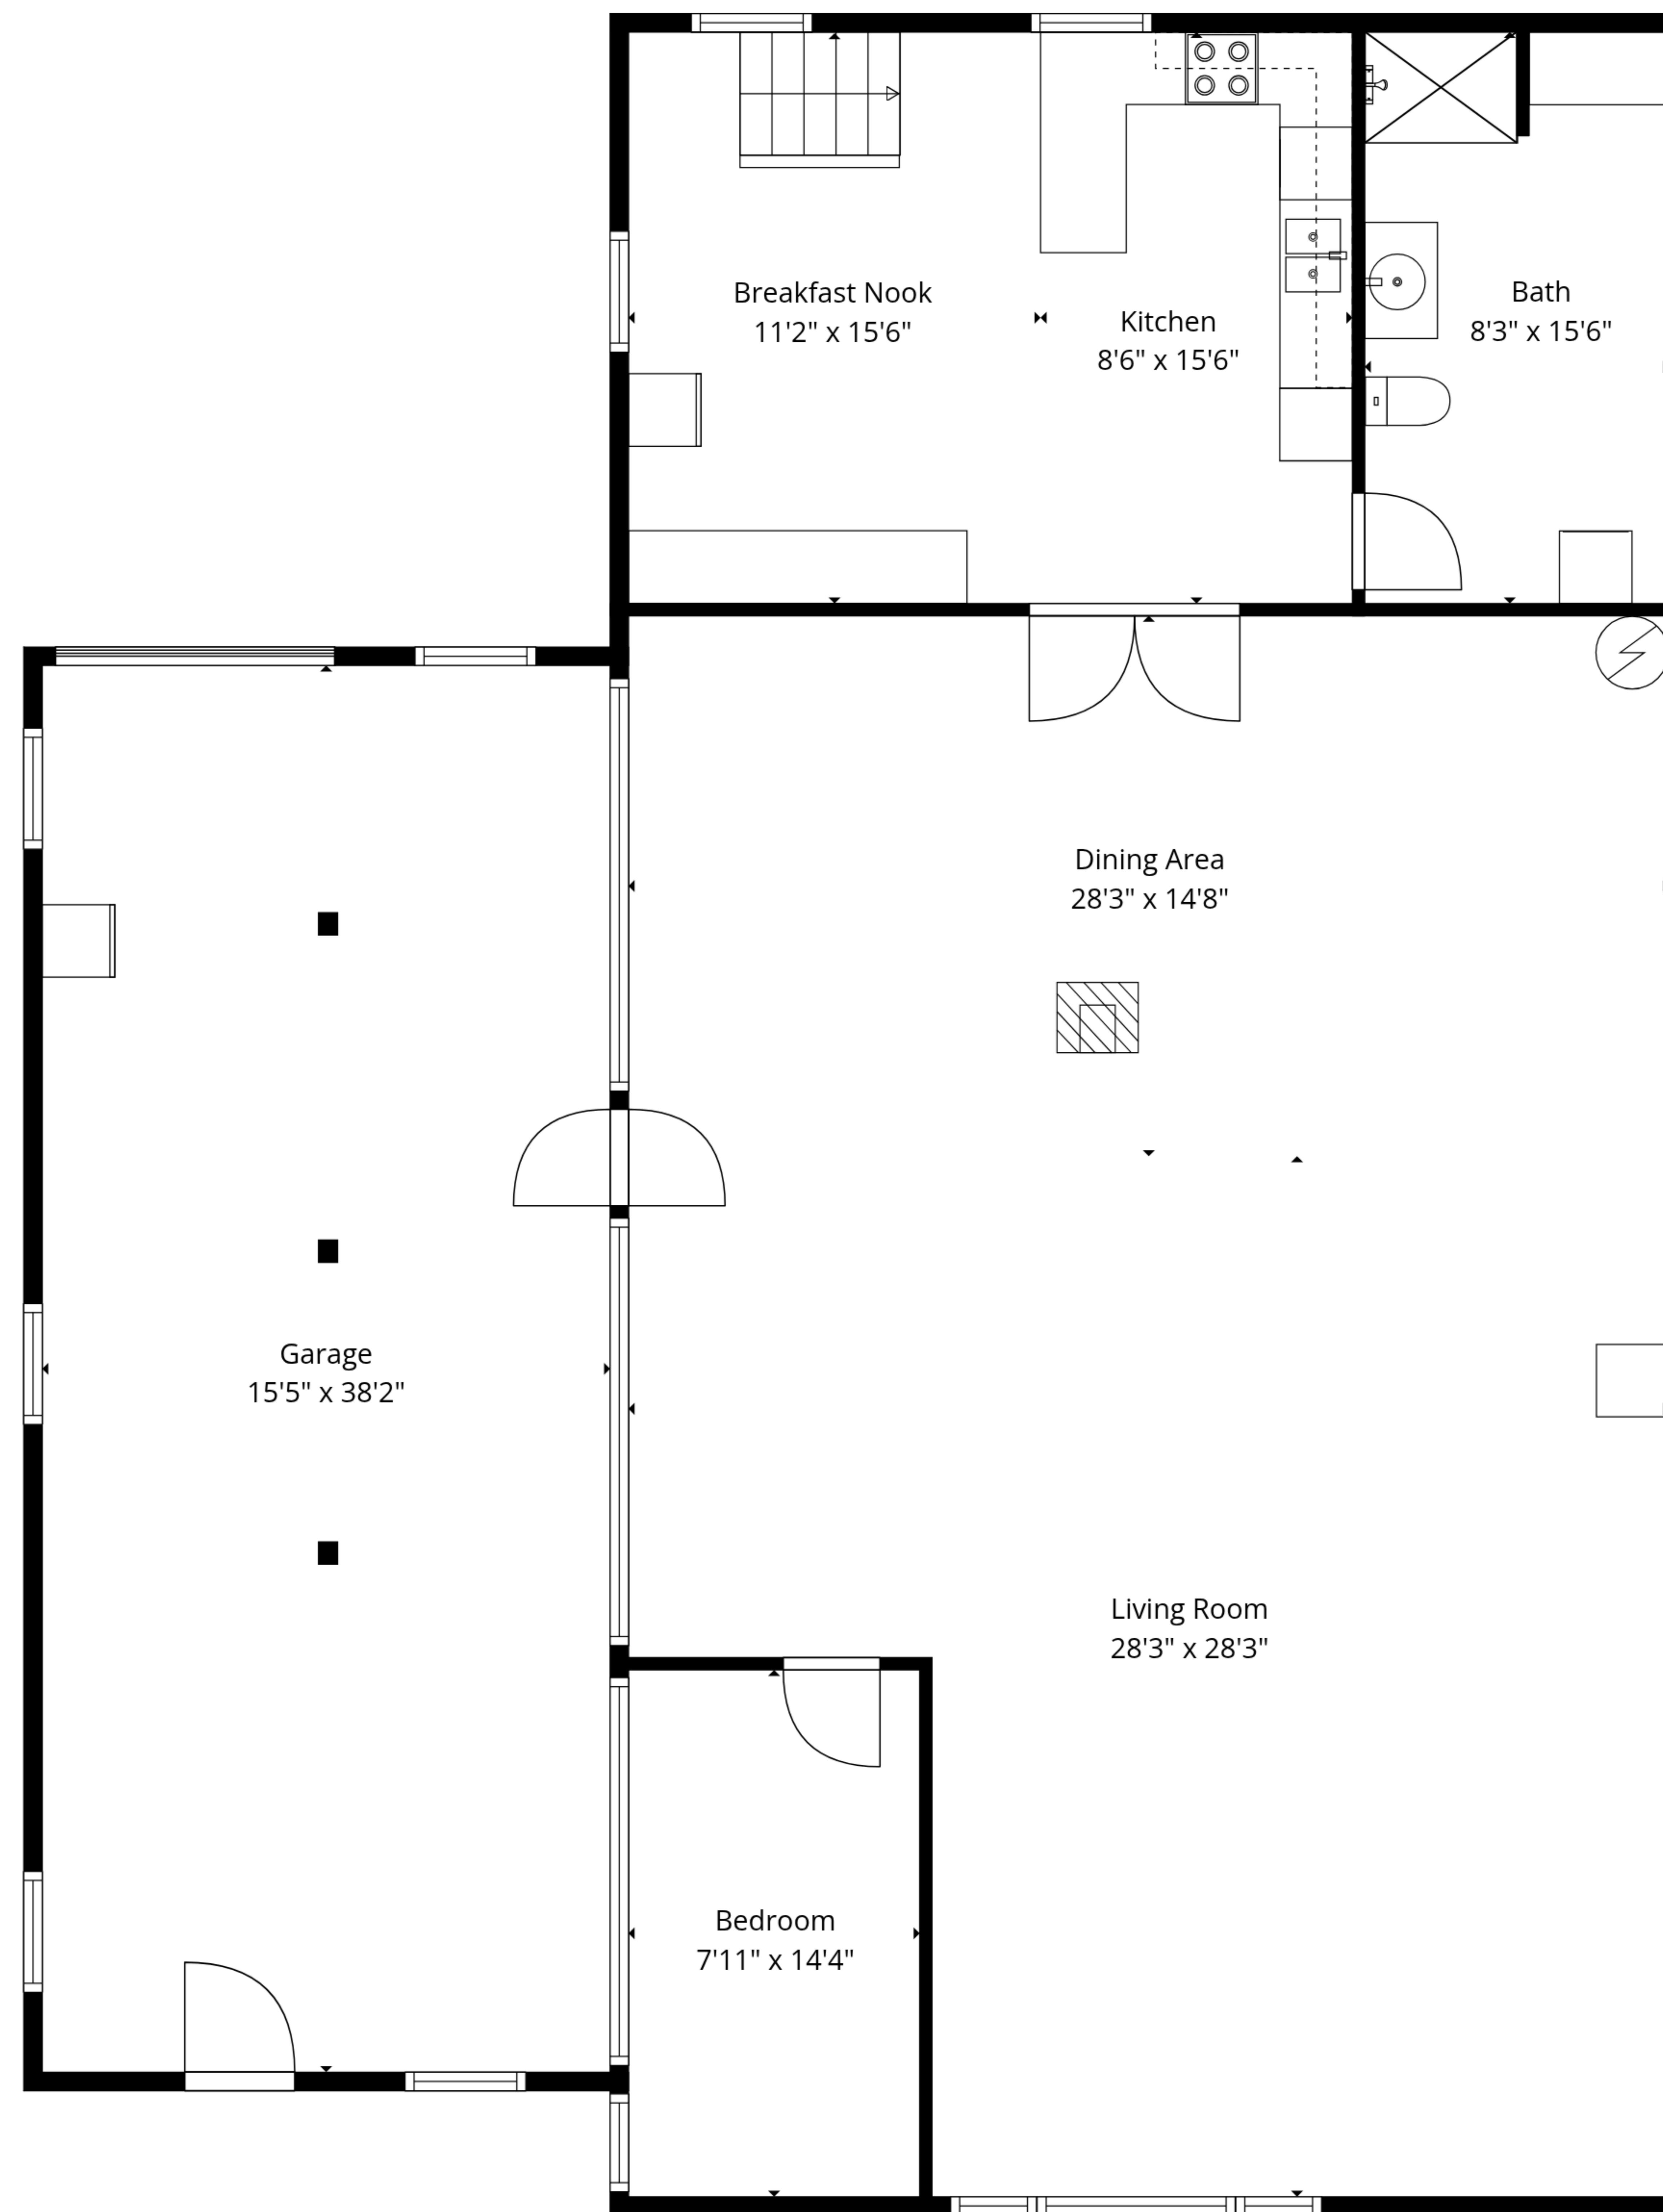 Breakfast Nook
11'2" x 15'6"
Kitchen
8'6" x 15'6"
Bath
8'3" x 15'6"
Dining Area
28'3" x 14'8"
Garage
15'5" x 38'2"
Living Room
28'3" x 28'3"
Bedroom
7'11" x 14'4"